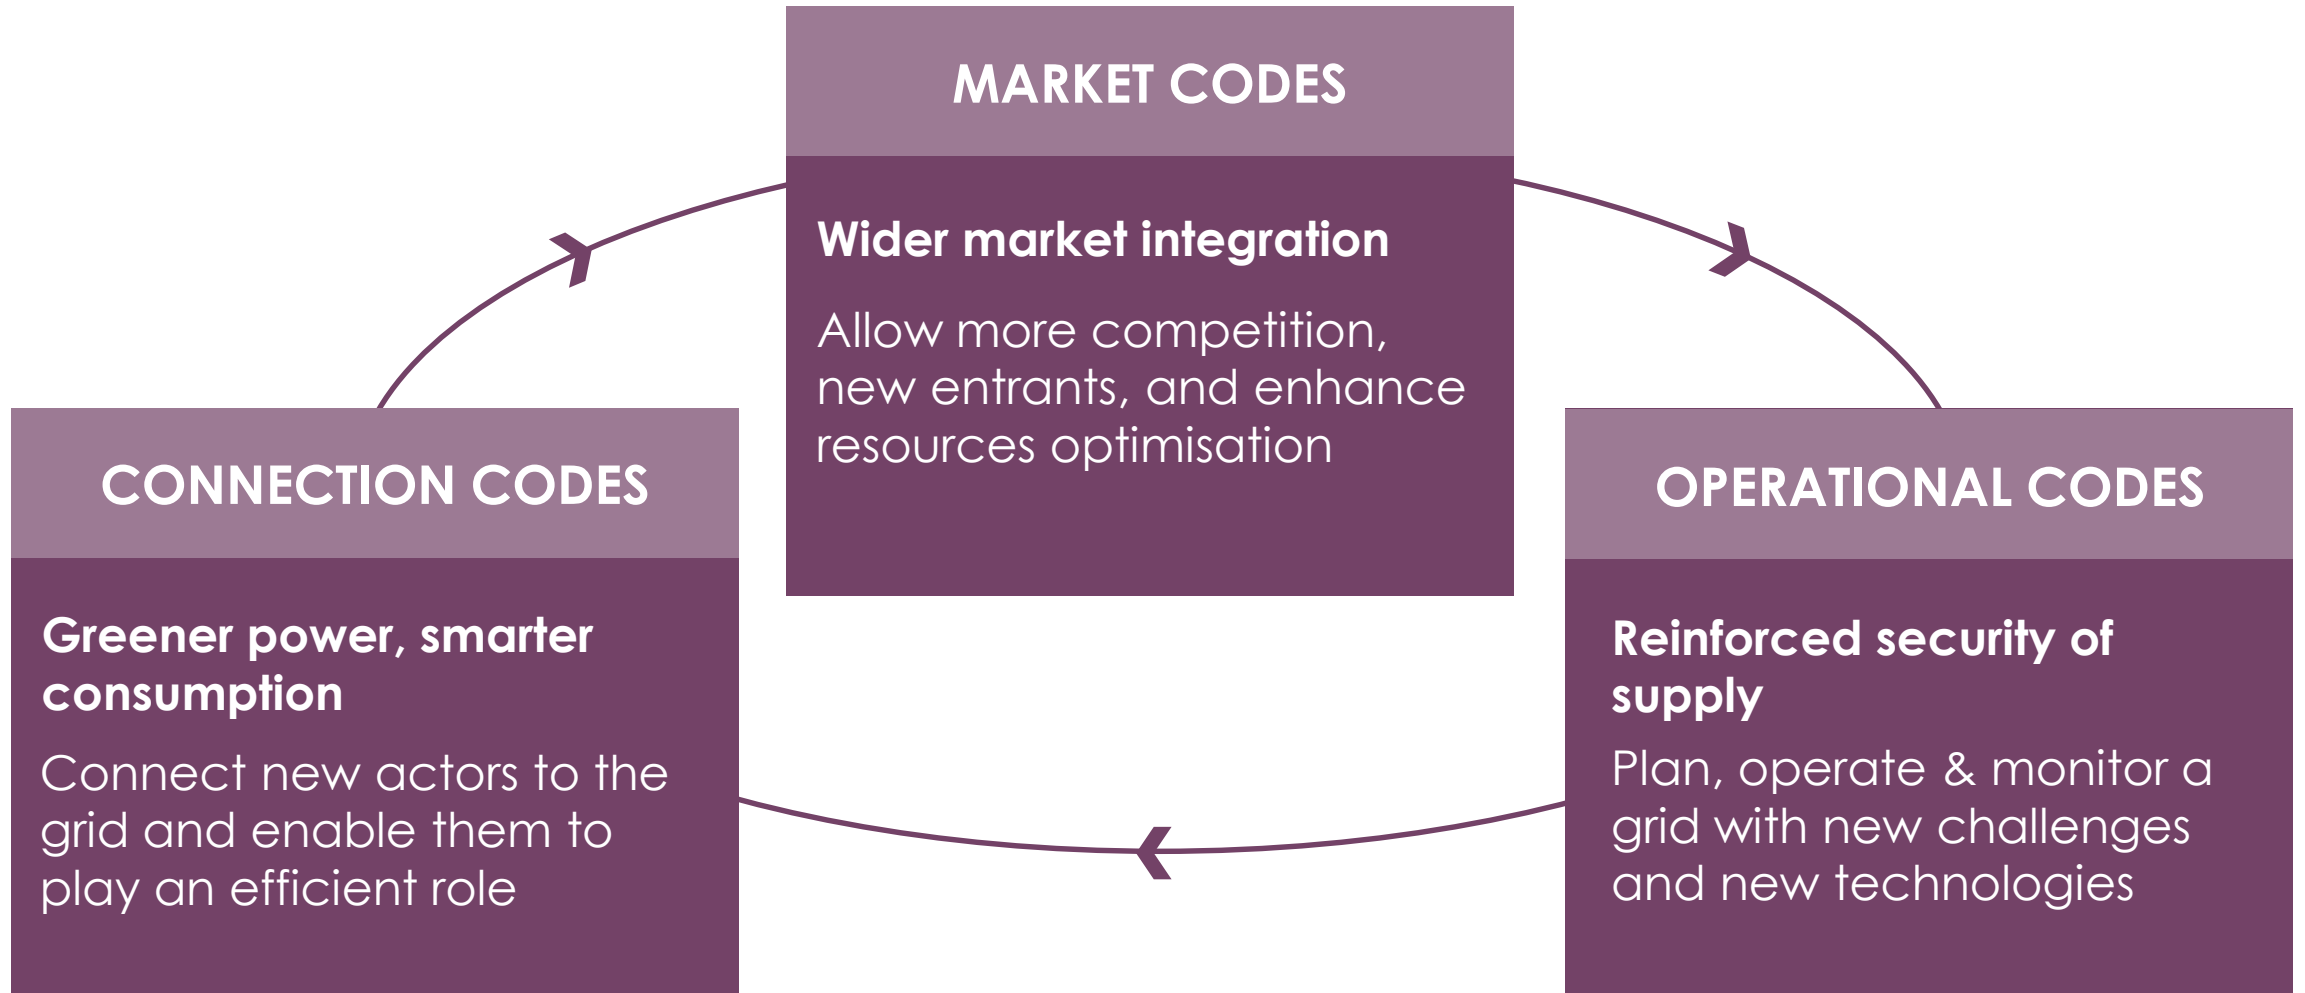 MARKET CODES
Wider market integration
Allow more competition,
new entrants, and enhance
resources optimisation
CONNECTION CODES
Greener power, smarter
consumption
Connect new actors to the
grid and enable them to
play an efficient role
OPERATIONAL CODES
Reinforced security of
supply
Plan, operate & monitor a
grid with new challenges
and new technologies